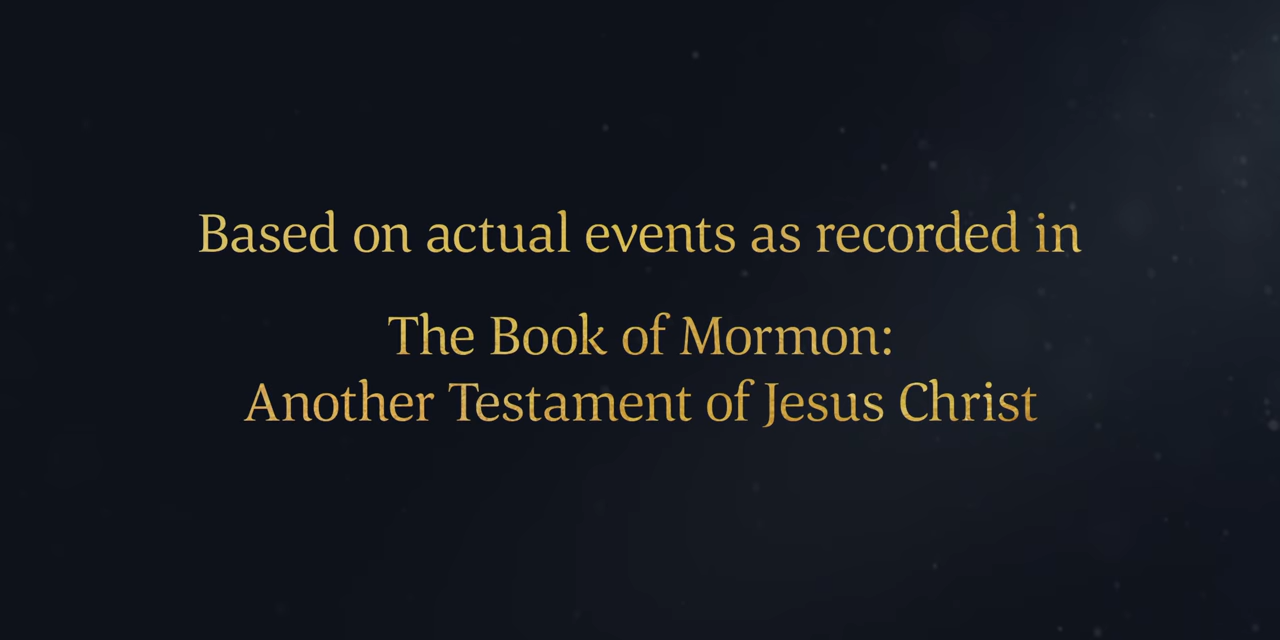 Based on actual events as recorded in
The Book of Mormon:
Another Testament of Jesus Christ